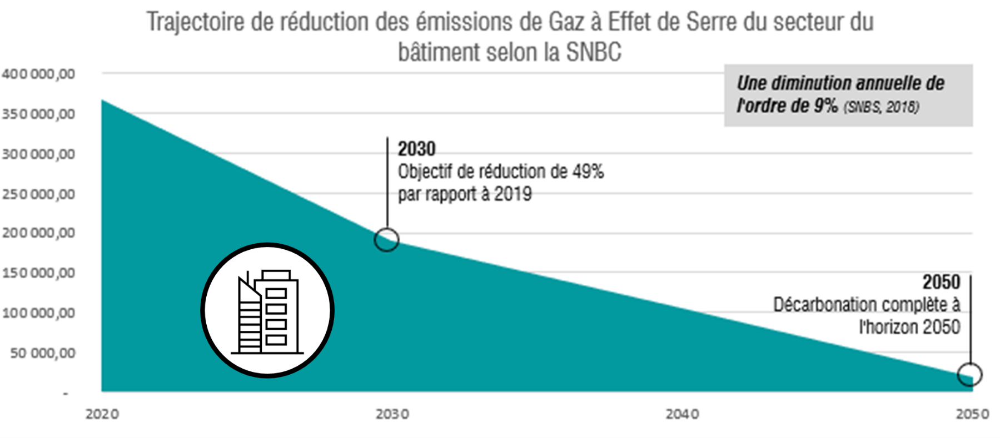 Trajectoire de réduction des émissions de Gaz à Effet de Serre du secteur du
bâtiment selon la SNBC
400 000,00
Une diminution annuelle de
l'ordre de 9% (SNBS, 2018)
350 000,00
300 000,00
2030
Objectif de réduction de 49%
par rapport à 2019
250 000,00
200 000,00
150 000,00
2050
Décarbonation complète à
l'horizon 2050
100 000,00
50 000,00
-
2020
2030
2040
2050